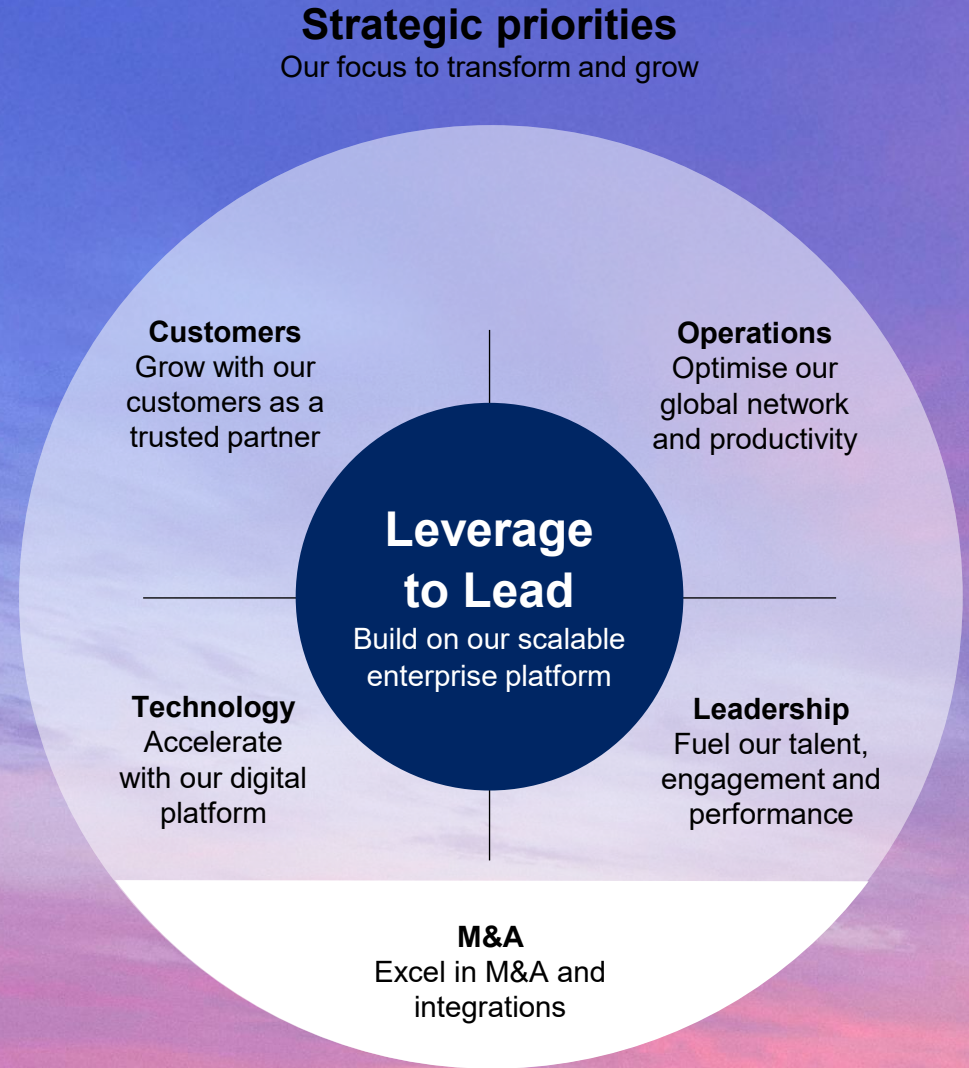 Strategic priorities
Our focus to transform and grow
Customers
Grow with our
customers as a
trusted partner
Operations
Optimise our
global network
and productivity
Leverage
to Lead
Build on our scalable
enterprise platform
Technology
Accelerate
with our digital
platform
Leadership
Fuel our talent,
engagement and
performance
M&A
Excel in M&A and
integrations